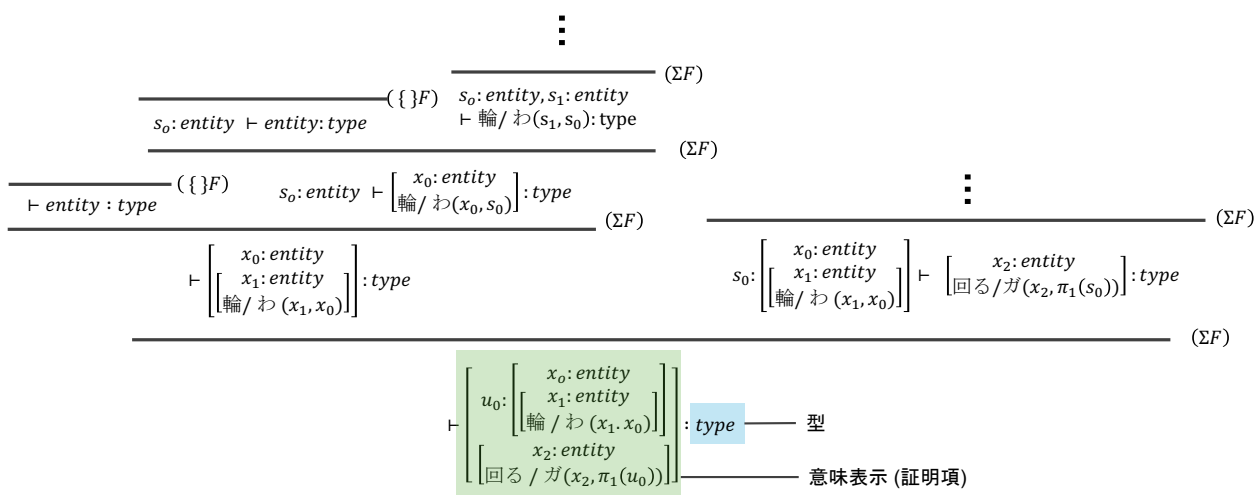 ⋮
(ΣF)
({ }F)
s₀: entity, s₁: entity
s₀: entity ⊢ entity: type
⊢ 輪/ わ(s₁, s₀): type
(ΣF)
({ }F)
⊢ entity : type
s₀: entity ⊢ [x₀: entity
輪/ わ(x₀, s₀)] : type
⋮
(ΣF)
(ΣF)
⊢ [x₀: entity
[x₁: entity
輪/ わ (x₁, x₀)]] : type
s₀: [x₀: entity
[x₁: entity
輪/ わ (x₁, x₀)]] ⊢ [x₂: entity
回る/ガ(x₂, π₁(s₀))] : type
(ΣF)
⊢ [u₀: [xₒ: entity
[x₁: entity
輪 / わ (x₁. x₀)]]
[x₂: entity
回る / ガ(x₂, π₁(u₀))]] : type
型
意味表示 (証明項)